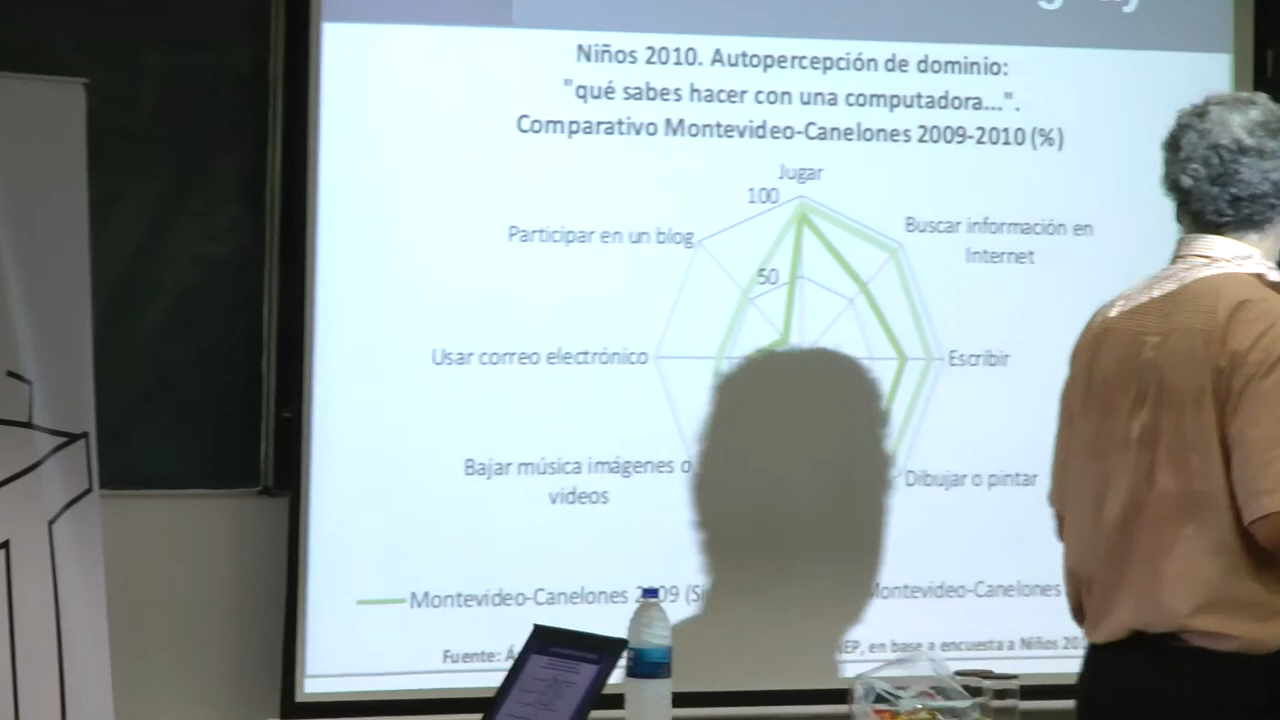 Niños 2010. Autopercepción de dominio:
"qué sabes hacer con una computadora...".
Comparativo Montevideo-Canelones 2009-2010 (%)
Jugar
100
Participar en un blog
Buscar información en
Internet
50
Usar correo electrónico
Escribir
Bajar música imágenes o
videos
Dibujar o pintar
Montevideo-Canelones 2009
Montevideo-Canelones
Fuente:
en base a encuesta a Niños